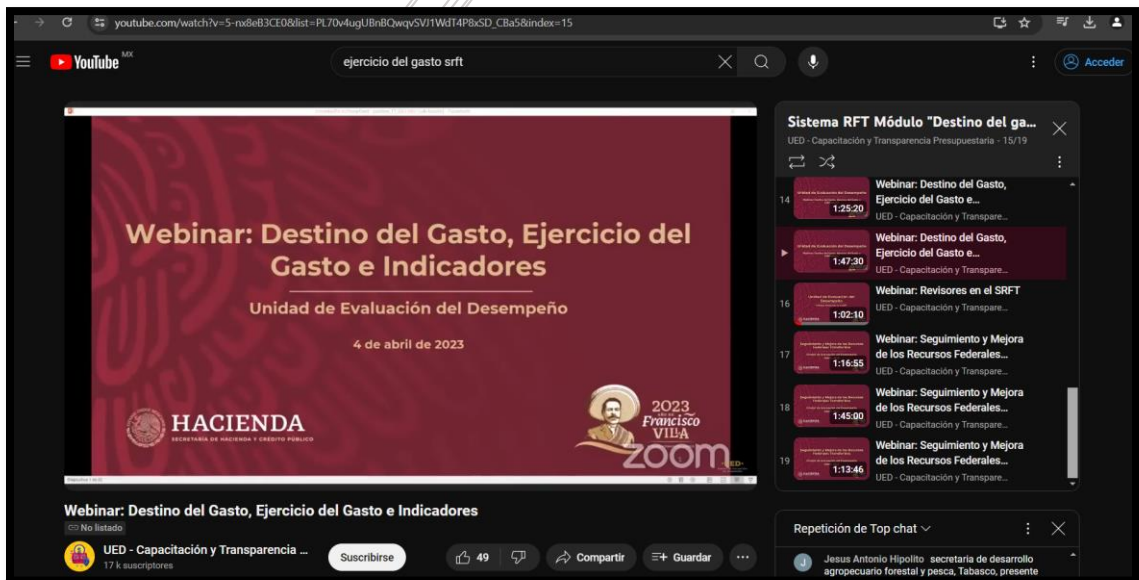 youtube.com/watch?v=5-nx8eB3CE0&list=PL70v4ugUBnBQwqvSVJ1WdT4P8xSD_CBa5&index=15
YouTube MX
ejercicio del gasto srft
Acceder
Webinar: Destino del Gasto, Ejercicio del
Gasto e Indicadores
Unidad de Evaluación del Desempeño
4 de abril de 2023
HACIENDA
SECRETARÍA DE HACIENDA Y CRÉDITO PÚBLICO
2023
Francisco
VILLA
zoom
-UED-
Sistema RFT Módulo "Destino del ga...
UED - Capacitación y Transparencia Presupuestaria - 15/19
14
1:25:20
Webinar: Destino del Gasto,
Ejercicio del Gasto e...
UED - Capacitación y Transpare...
1:47:30
Webinar: Destino del Gasto,
Ejercicio del Gasto e...
UED - Capacitación y Transpare...
16
1:02:10
Webinar: Revisores en el SRFT
UED - Capacitación y Transpare...
17
1:16:55
Webinar: Seguimiento y Mejora
de los Recursos Federales...
UED - Capacitación y Transpare...
18
1:45:00
Webinar: Seguimiento y Mejora
de los Recursos Federales...
UED - Capacitación y Transpare...
19
1:13:46
Webinar: Seguimiento y Mejora
de los Recursos Federales...
UED - Capacitación y Transpare...
Webinar: Destino del Gasto, Ejercicio del Gasto e Indicadores
No listado
UED - Capacitación y Transparencia ...
17 k suscriptores
Suscribirse
49
Compartir
Guardar
Repetición de Top chat
J
Jesus Antonio Hipolito secretaria de desarrollo
agropecuario forestal y pesca, Tabasco, presente